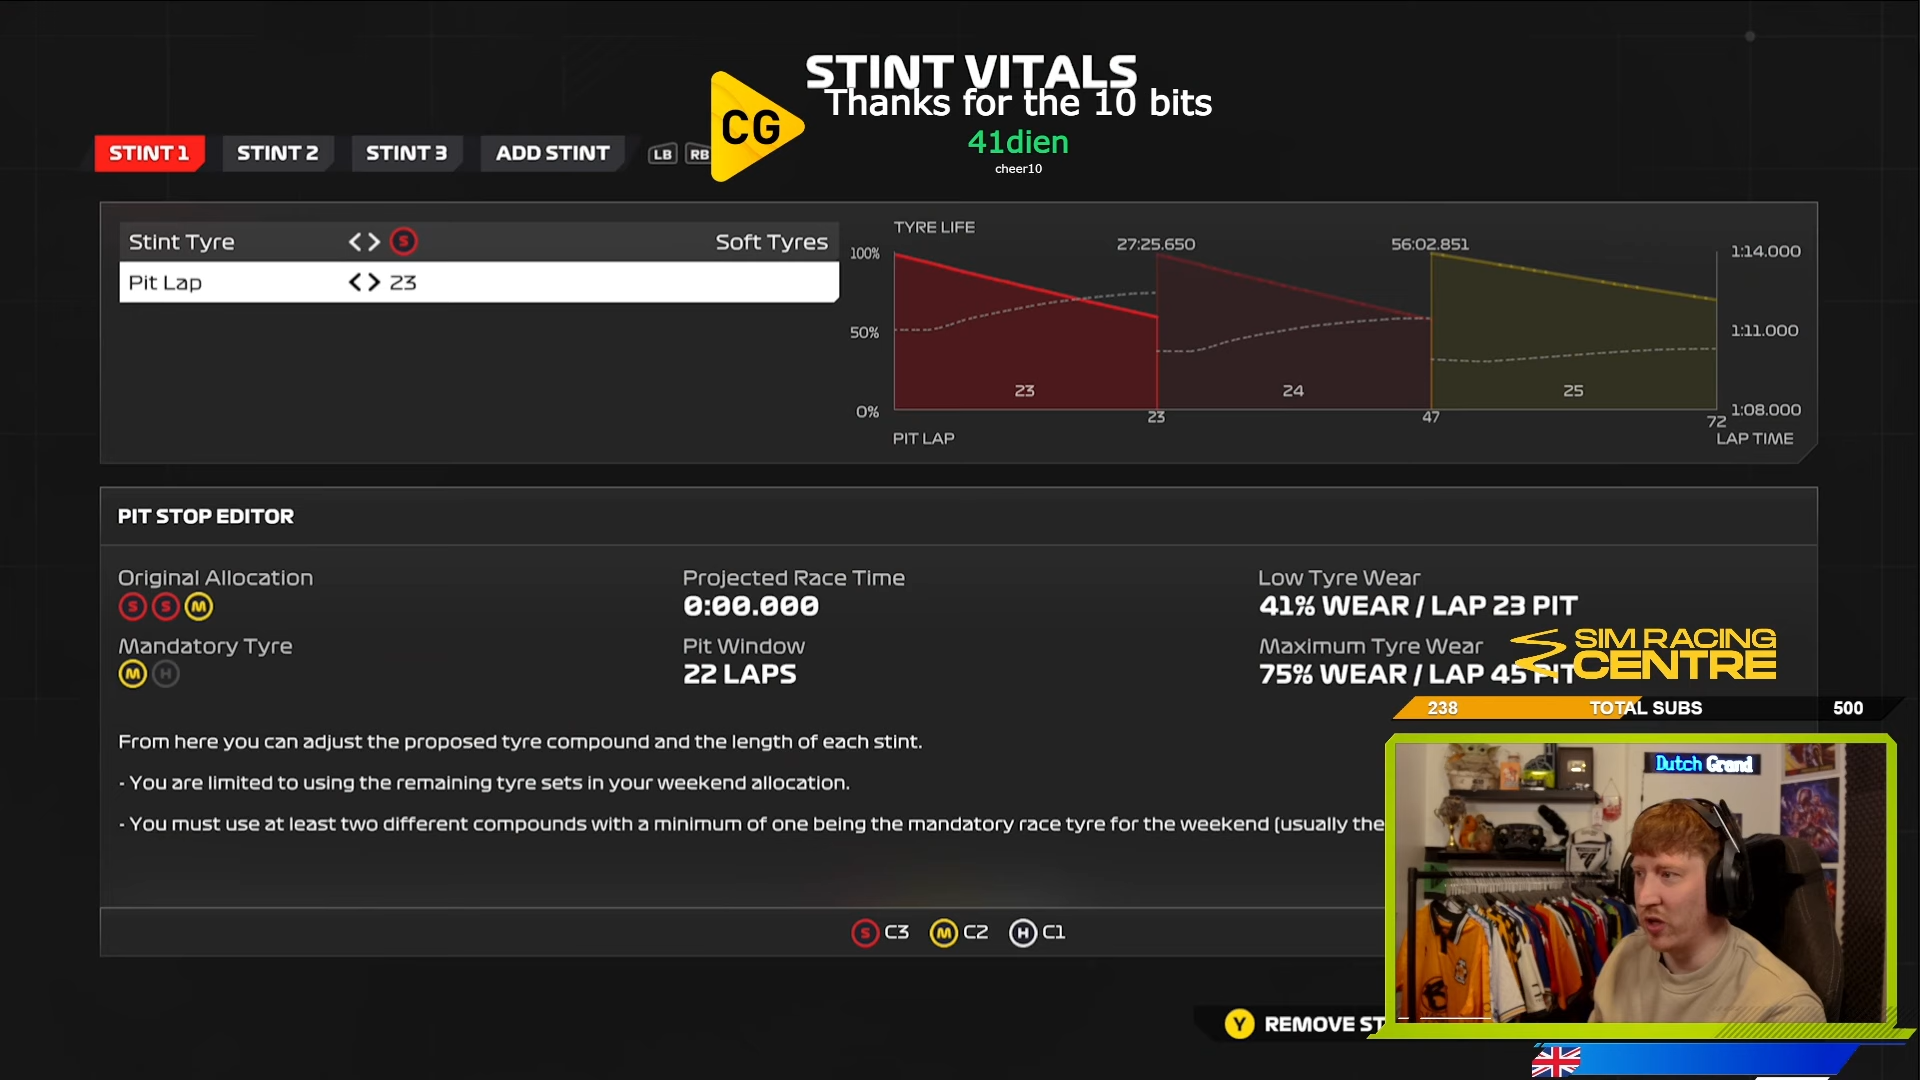 STINT VITALS
Thanks for the 10 bits
CG
41dien
cheer10
STINT 1 STINT 2 STINT 3 ADD STINT LB RB
Stint Tyre S Soft Tyres
Pit Lap 23
TYRE LIFE
27:25.650 56:02.851
100% 1:14.000
50% 1:11.000
23 24 25
0% 1:08.000
23 47 72
PIT LAP LAP TIME
PIT STOP EDITOR
Original Allocation
S S M
Mandatory Tyre
M H
Projected Race Time
0:00.000
Pit Window
22 LAPS
Low Tyre Wear
41% WEAR / LAP 23 PIT
Maximum Tyre Wear
75% WEAR / LAP 45 PIT
SIM RACING
CENTRE
238 TOTAL SUBS 500
From here you can adjust the proposed tyre compound and the length of each stint.
- You are limited to using the remaining tyre sets in your weekend allocation.
- You must use at least two different compounds with a minimum of one being the mandatory race tyre for the weekend (usually the
Dutch Grand
S C3 M C2 H C1
Y REMOVE ST